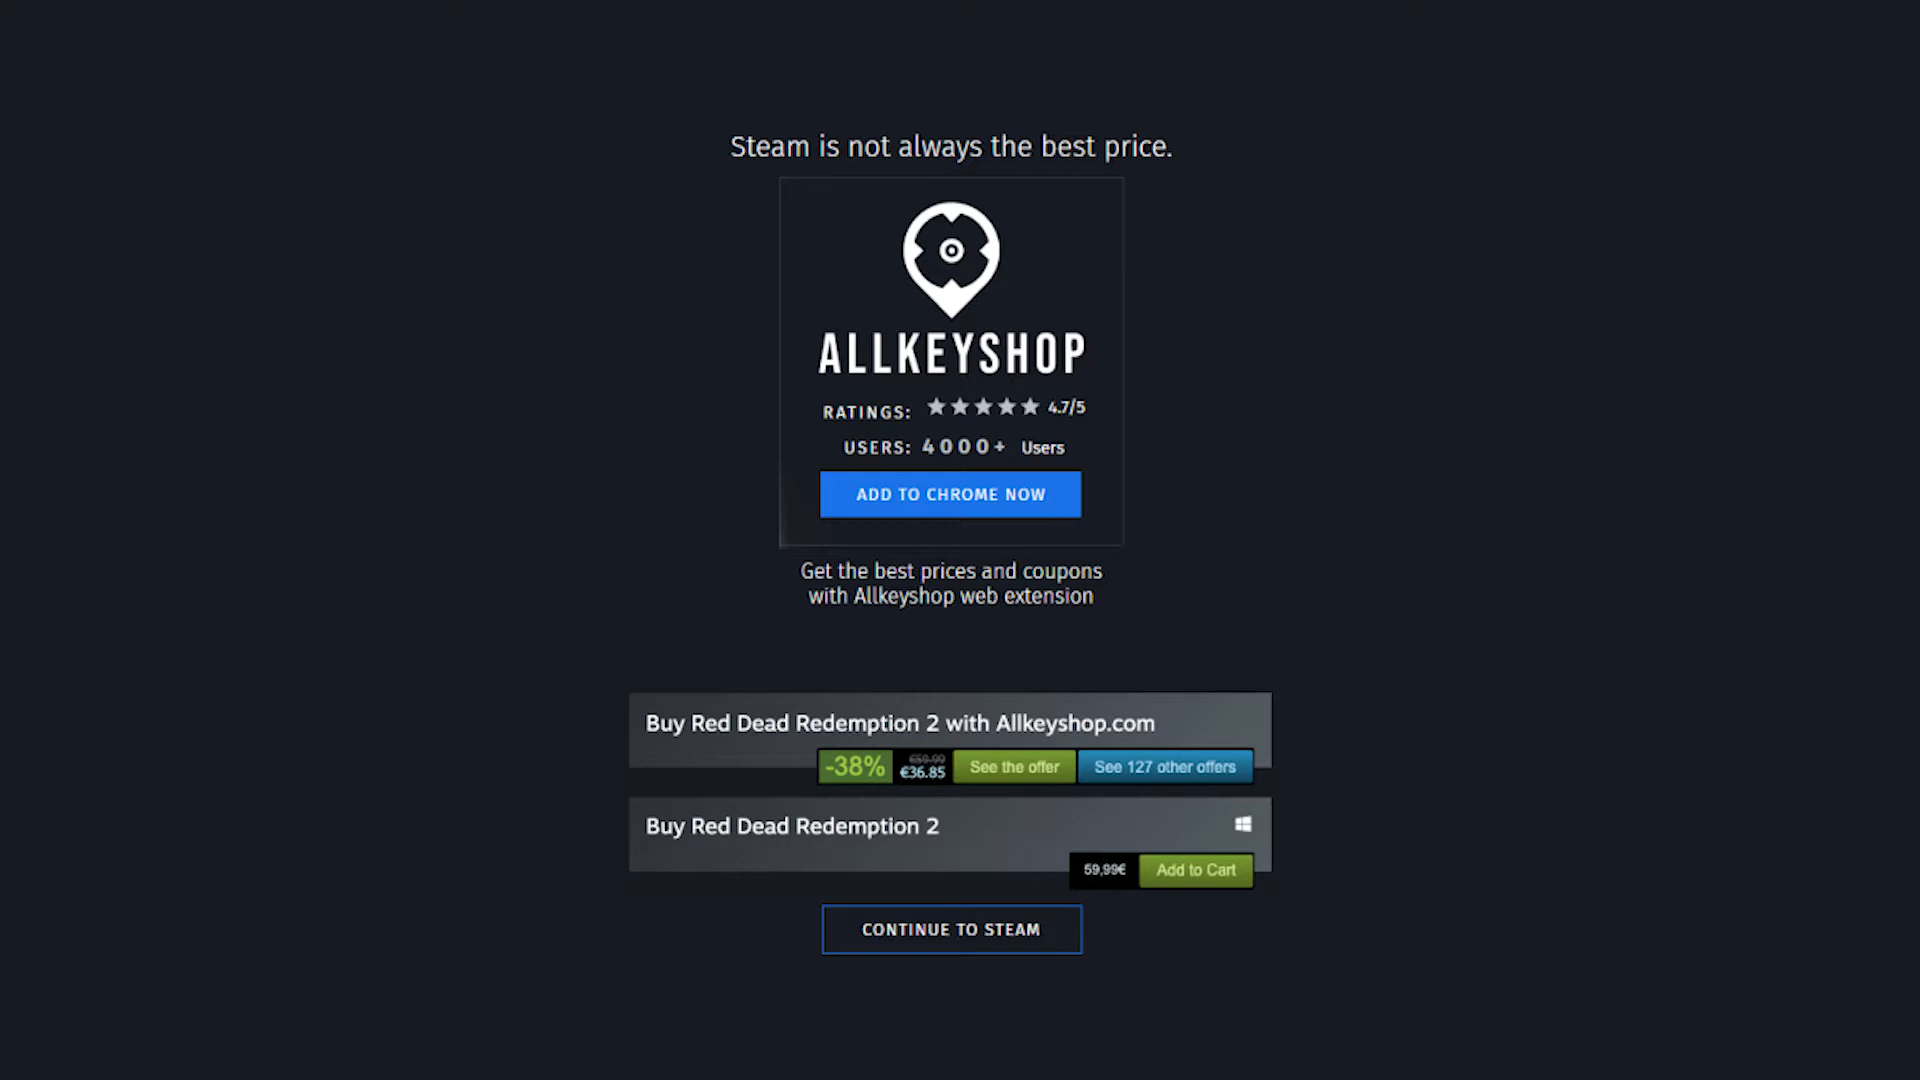 Steam is not always the best price.
ALLKEYSHOP
RATINGS: 4.7/5
USERS: 4000+ Users
ADD TO CHROME NOW
Get the best prices and coupons
with Allkeyshop web extension
Buy Red Dead Redemption 2 with Allkeyshop.com
-38% €59.99 €36.85 See the offer See 127 other offers
Buy Red Dead Redemption 2
59,99€ Add to Cart
CONTINUE TO STEAM